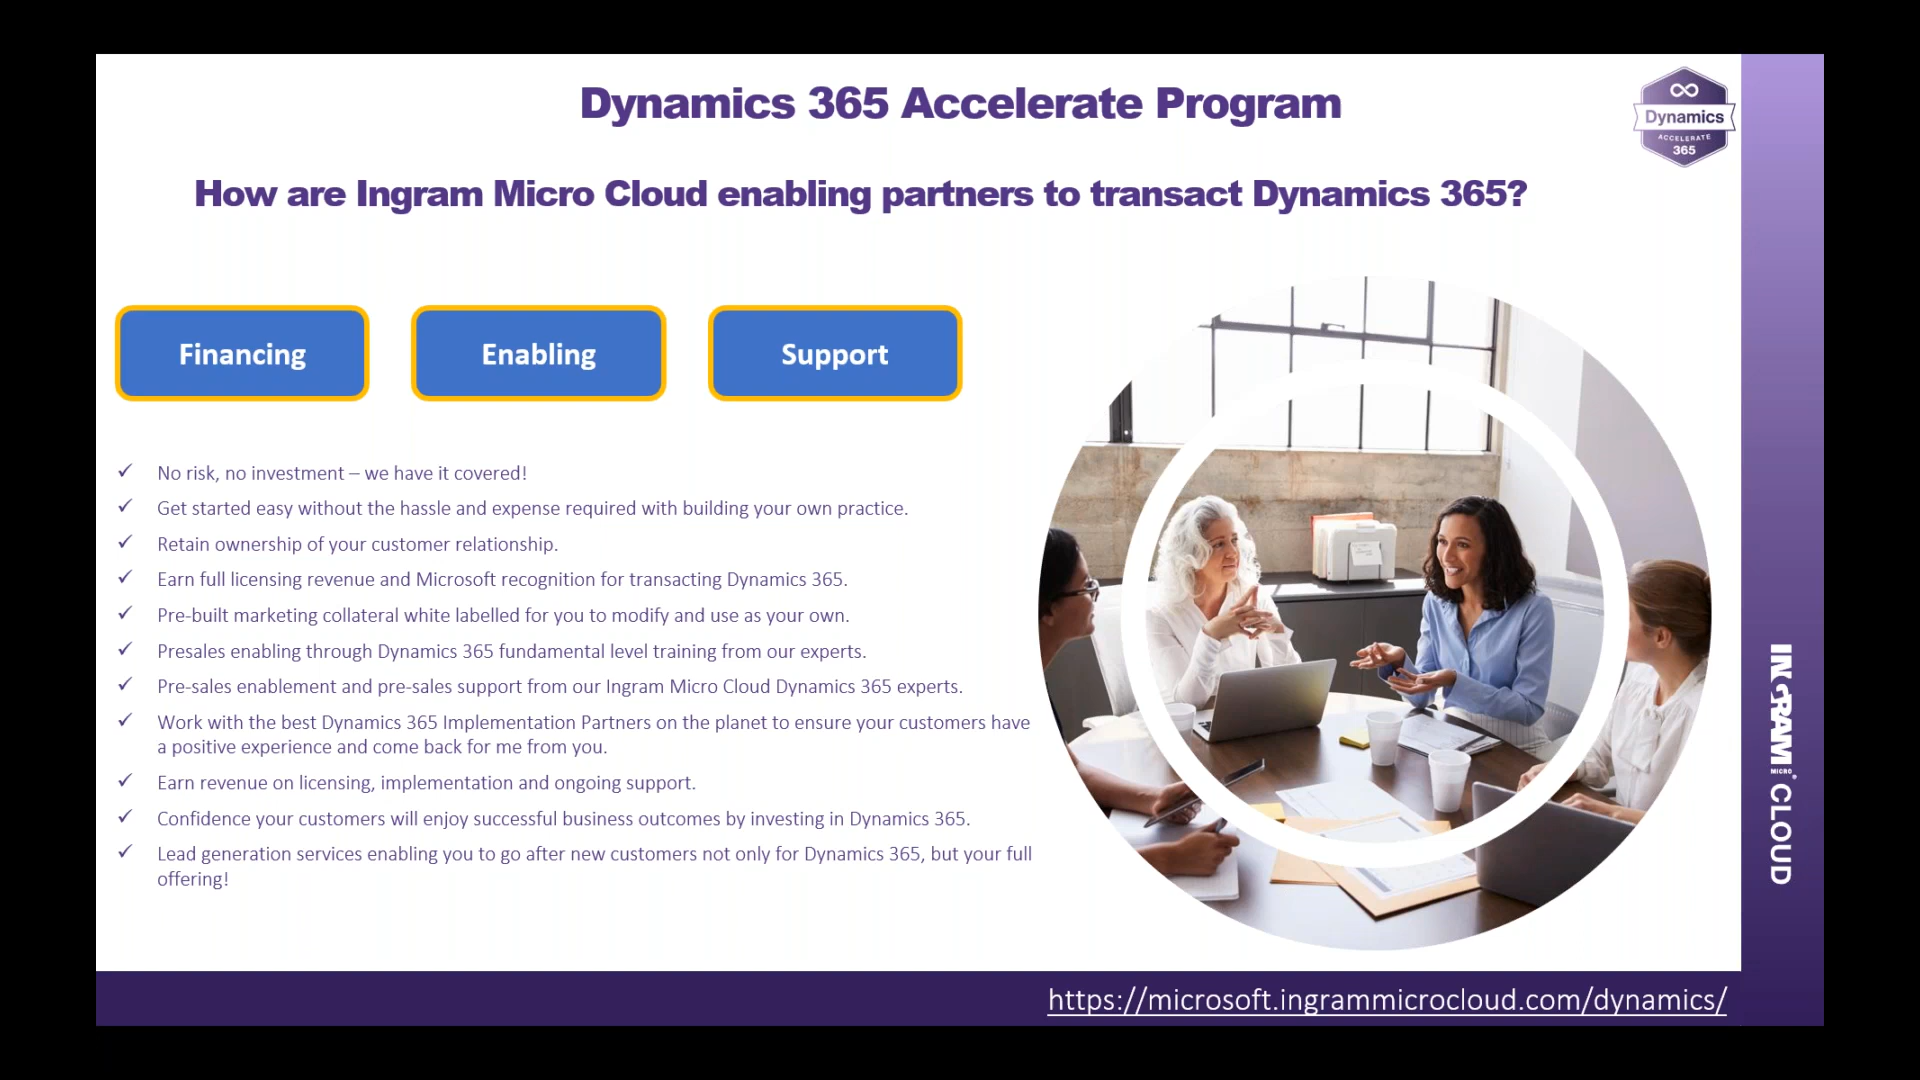 Dynamics 365 Accelerate Program
Dynamics
ACCELERATE
365
How are Ingram Micro Cloud enabling partners to transact Dynamics 365?
Financing
Enabling
Support
✓ No risk, no investment – we have it covered!
✓ Get started easy without the hassle and expense required with building your own practice.
✓ Retain ownership of your customer relationship.
✓ Earn full licensing revenue and Microsoft recognition for transacting Dynamics 365.
✓ Pre-built marketing collateral white labelled for you to modify and use as your own.
✓ Presales enabling through Dynamics 365 fundamental level training from our experts.
✓ Pre-sales enablement and pre-sales support from our Ingram Micro Cloud Dynamics 365 experts.
✓ Work with the best Dynamics 365 Implementation Partners on the planet to ensure your customers have
a positive experience and come back for me from you.
✓ Earn revenue on licensing, implementation and ongoing support.
✓ Confidence your customers will enjoy successful business outcomes by investing in Dynamics 365.
✓ Lead generation services enabling you to go after new customers not only for Dynamics 365, but your full
offering!
INGRAM MICRO® CLOUD
https://microsoft.ingrammicrocloud.com/dynamics/